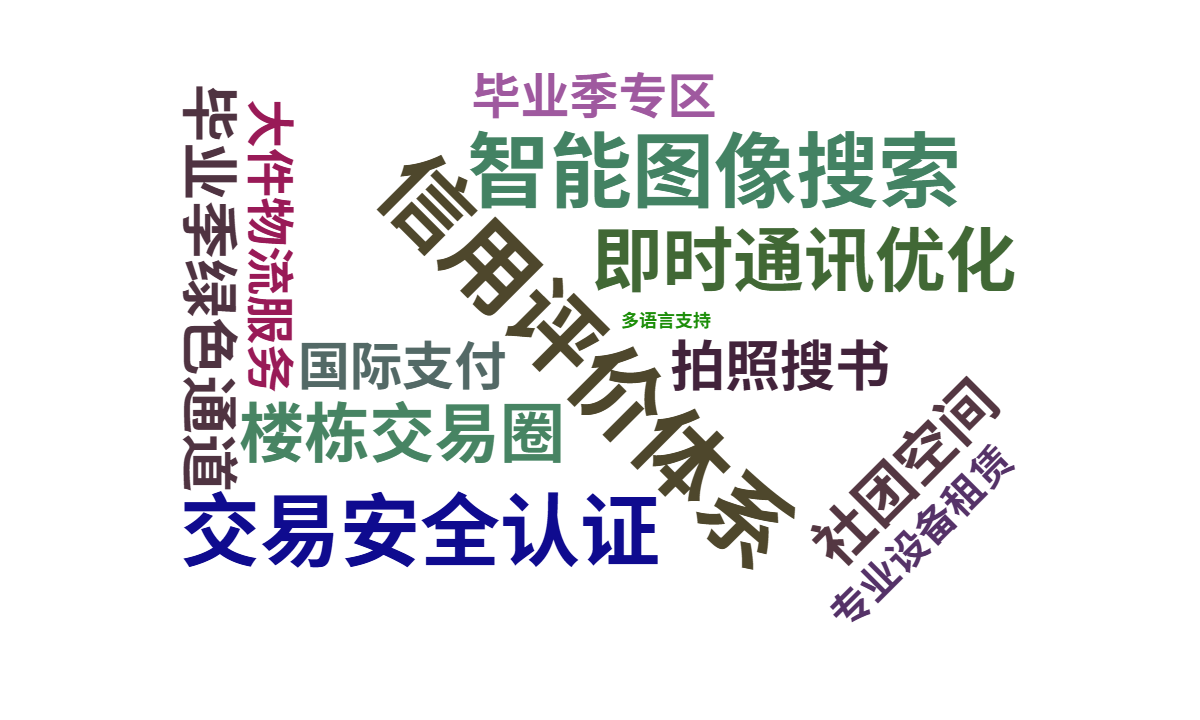 毕业季专区
智能图像搜索
信用评价体系
即时通讯优化
多语言支持
拍照搜书
毕业季绿色通道
大件物流服务
国际支付
楼栋交易圈
交易安全认证
社团空间
专业设备租赁